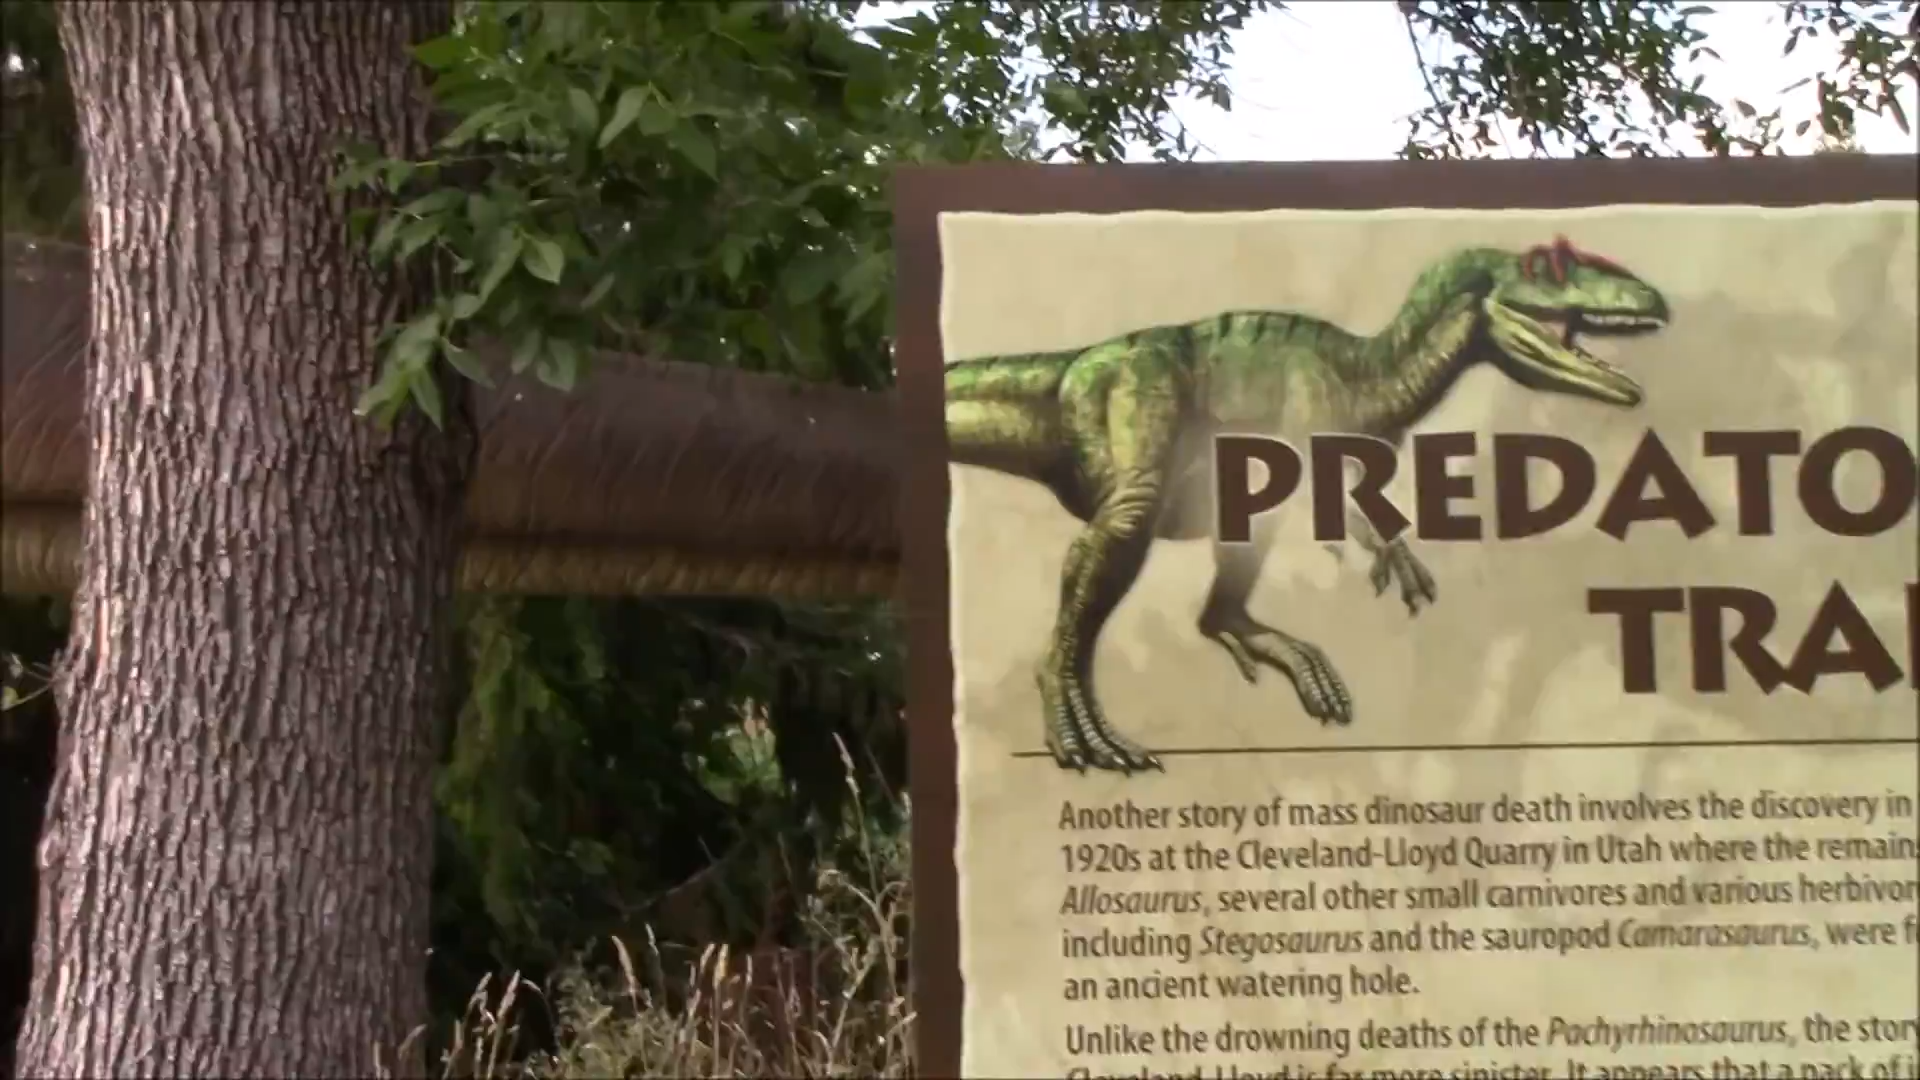 PREDATO
TRA
Another story of mass dinosaur death involves the discovery in
1920s at the Cleveland-Lloyd Quarry in Utah where the remains
Allosaurus, several other small carnivores and various herbivor
including Stegosaurus and the sauropod Camarasaurus, were f
an ancient watering hole.
Unlike the drowning deaths of the Pachyrhinosaurus, the story
Cleveland-Lloyd is far more sinister. It appears that a pack of